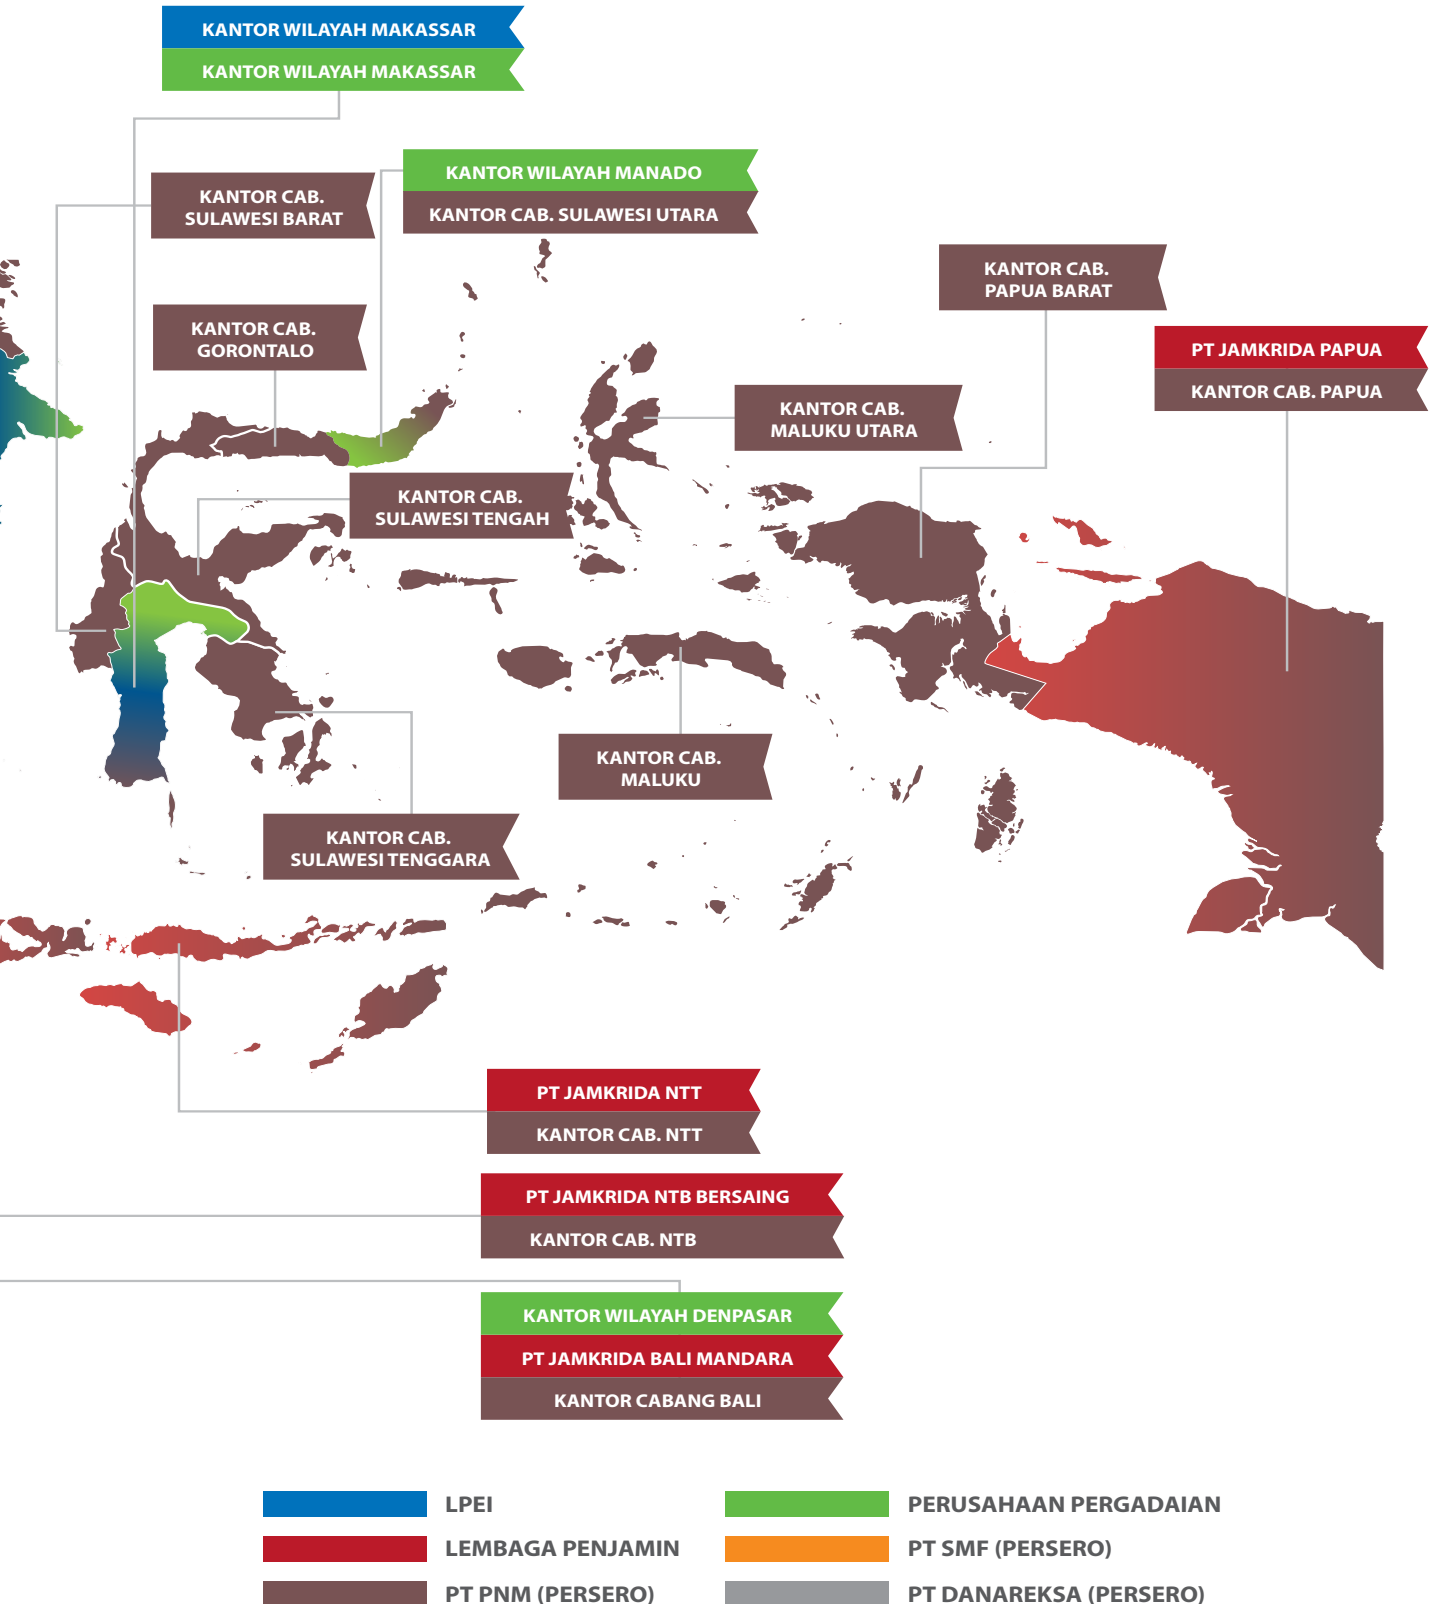 KANTOR WILAYAH MAKASSAR
KANTOR WILAYAH MAKASSAR
KANTOR WILAYAH MANADO
KANTOR CAB. SULAWESI UTARA
KANTOR CAB.
SULAWESI BARAT
KANTOR CAB.
PAPUA BARAT
KANTOR CAB.
GORONTALO
PT JAMKRIDA PAPUA
KANTOR CAB. PAPUA
KANTOR CAB.
MALUKU UTARA
KANTOR CAB.
SULAWESI TENGAH
KANTOR CAB.
MALUKU
KANTOR CAB.
SULAWESI TENGGARA
PT JAMKRIDA NTT
KANTOR CAB. NTT
PT JAMKRIDA NTB BERSAING
KANTOR CAB. NTB
KANTOR WILAYAH DENPASAR
PT JAMKRIDA BALI MANDARA
KANTOR CABANG BALI
LPEI
PERUSAHAAN PERGADAIAN
LEMBAGA PENJAMIN
PT SMF (PERSERO)
PT PNM (PERSERO)
PT DANAREKSA (PERSERO)